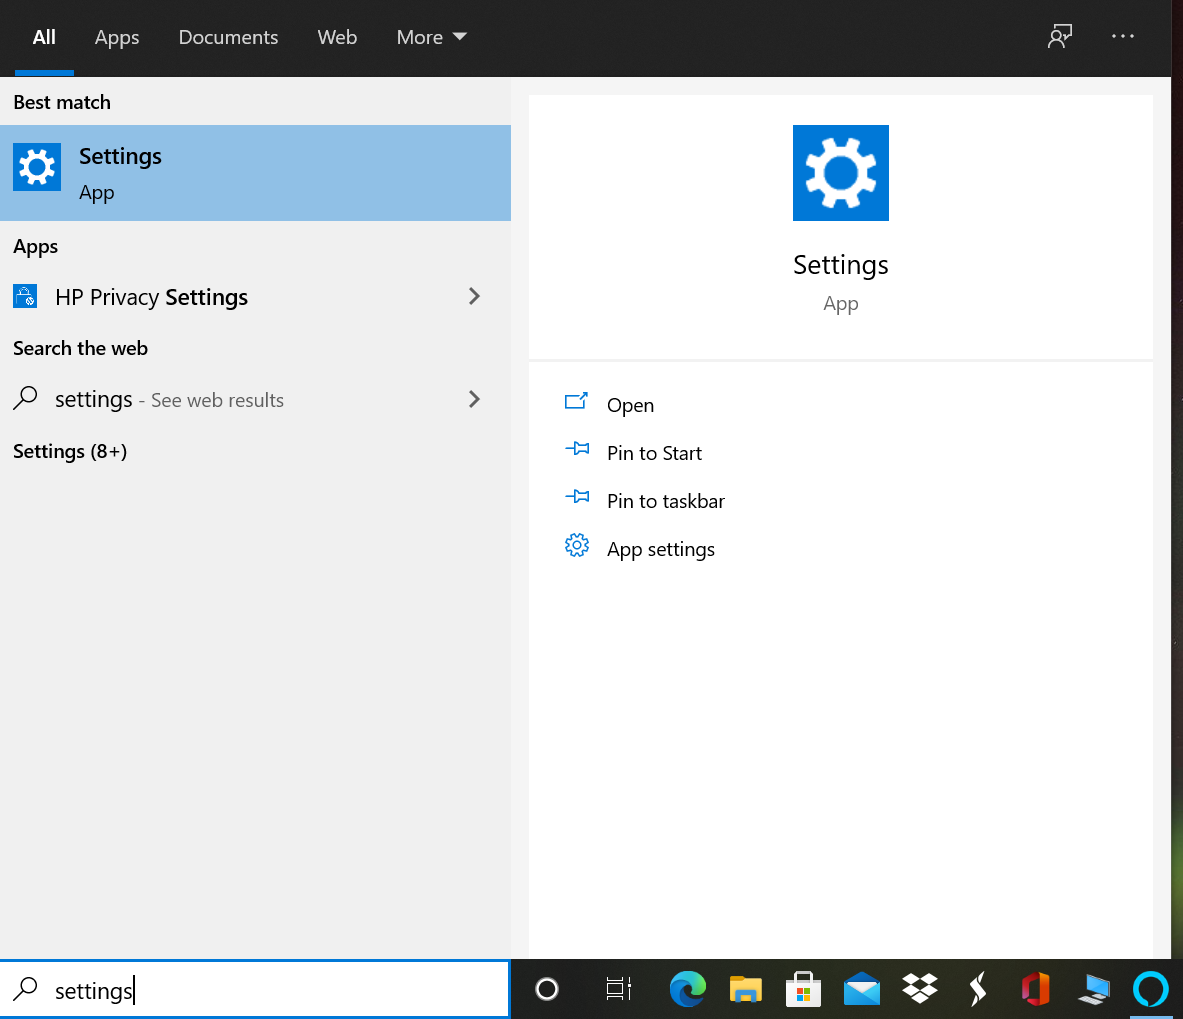 All Apps Documents Web More
Best match
Settings
App
Apps
HP Privacy Settings
Search the web
settings - See web results
Settings (8+)
Settings
App
Open
Pin to Start
Pin to taskbar
App settings
settings